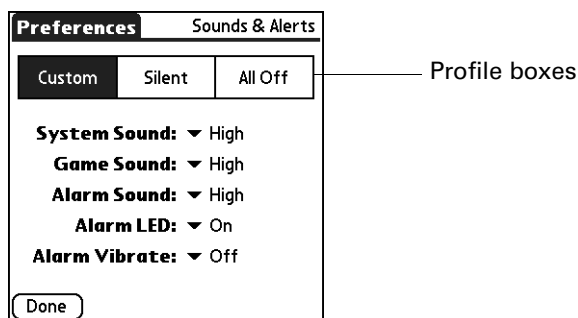 Preferences Sounds & Alerts
Custom Silent All Off Profile boxes
System Sound: High
Game Sound: High
Alarm Sound: High
Alarm LED: On
Alarm Vibrate: Off
Done